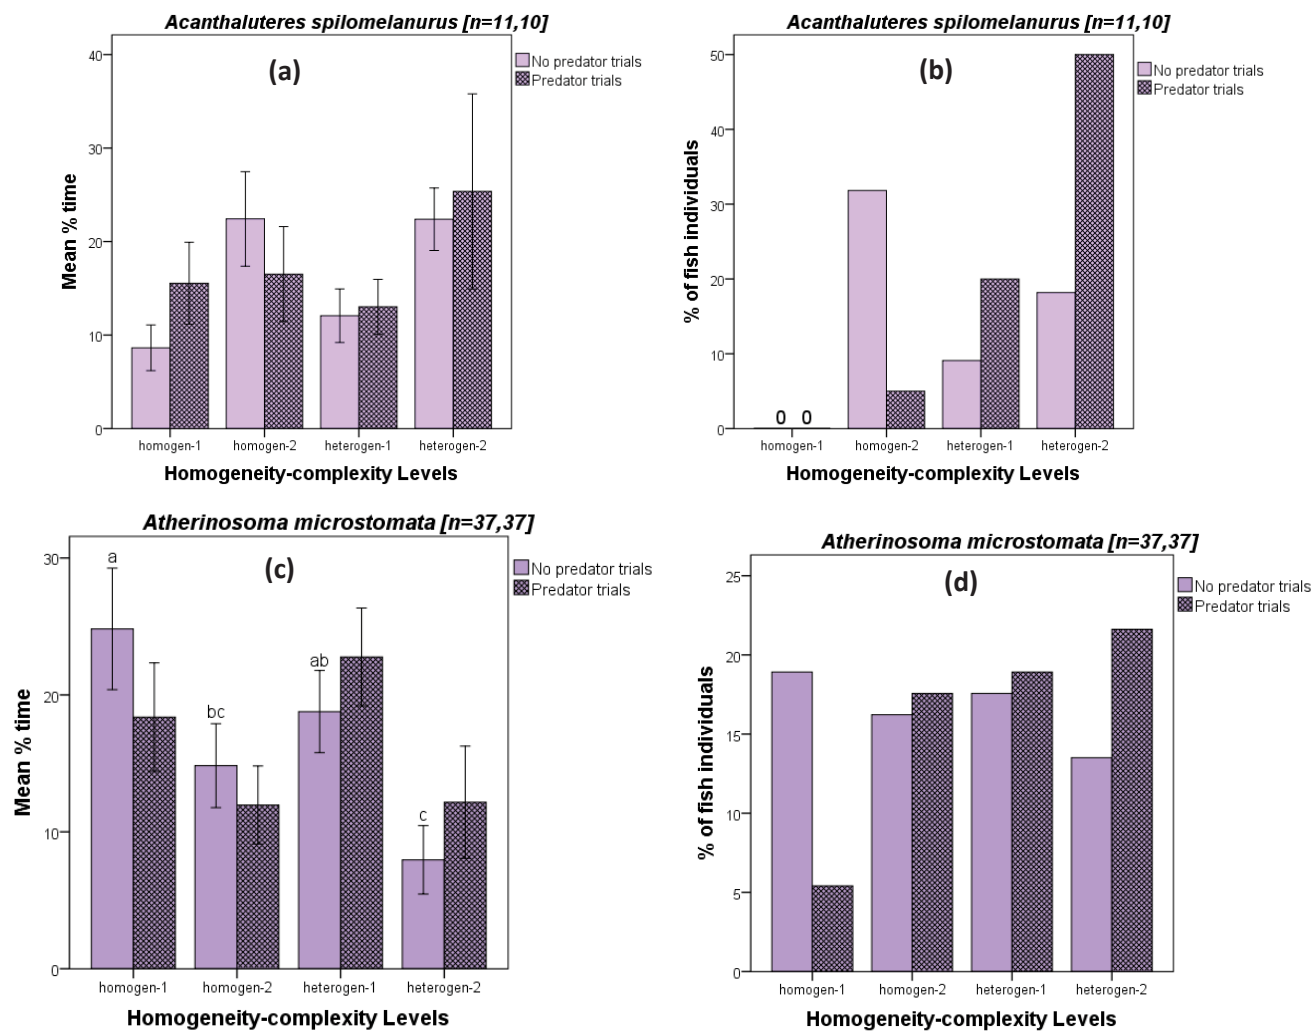 Acanthaluteres spilomelanurus [n=11,10]
(a)
No predator trials
Predator trials
Mean % time
40
30
20
10
0
homogen-1 homogen-2 heterogen-1 heterogen-2
Homogeneity-complexity Levels
Acanthaluteres spilomelanurus [n=11,10]
(b)
No predator trials
Predator trials
% of fish individuals
50
40
30
20
10
0
0 0
homogen-1 homogen-2 heterogen-1 heterogen-2
Homogeneity-complexity Levels
Atherinosoma microstomata [n=37,37]
(c)
No predator trials
Predator trials
Mean % time
30
20
10
0
a
bc
ab
c
homogen-1 homogen-2 heterogen-1 heterogen-2
Homogeneity-complexity Levels
Atherinosoma microstomata [n=37,37]
(d)
No predator trials
Predator trials
% of fish individuals
25
20
15
10
5
0
homogen-1 homogen-2 heterogen-1 heterogen-2
Homogeneity-complexity Levels